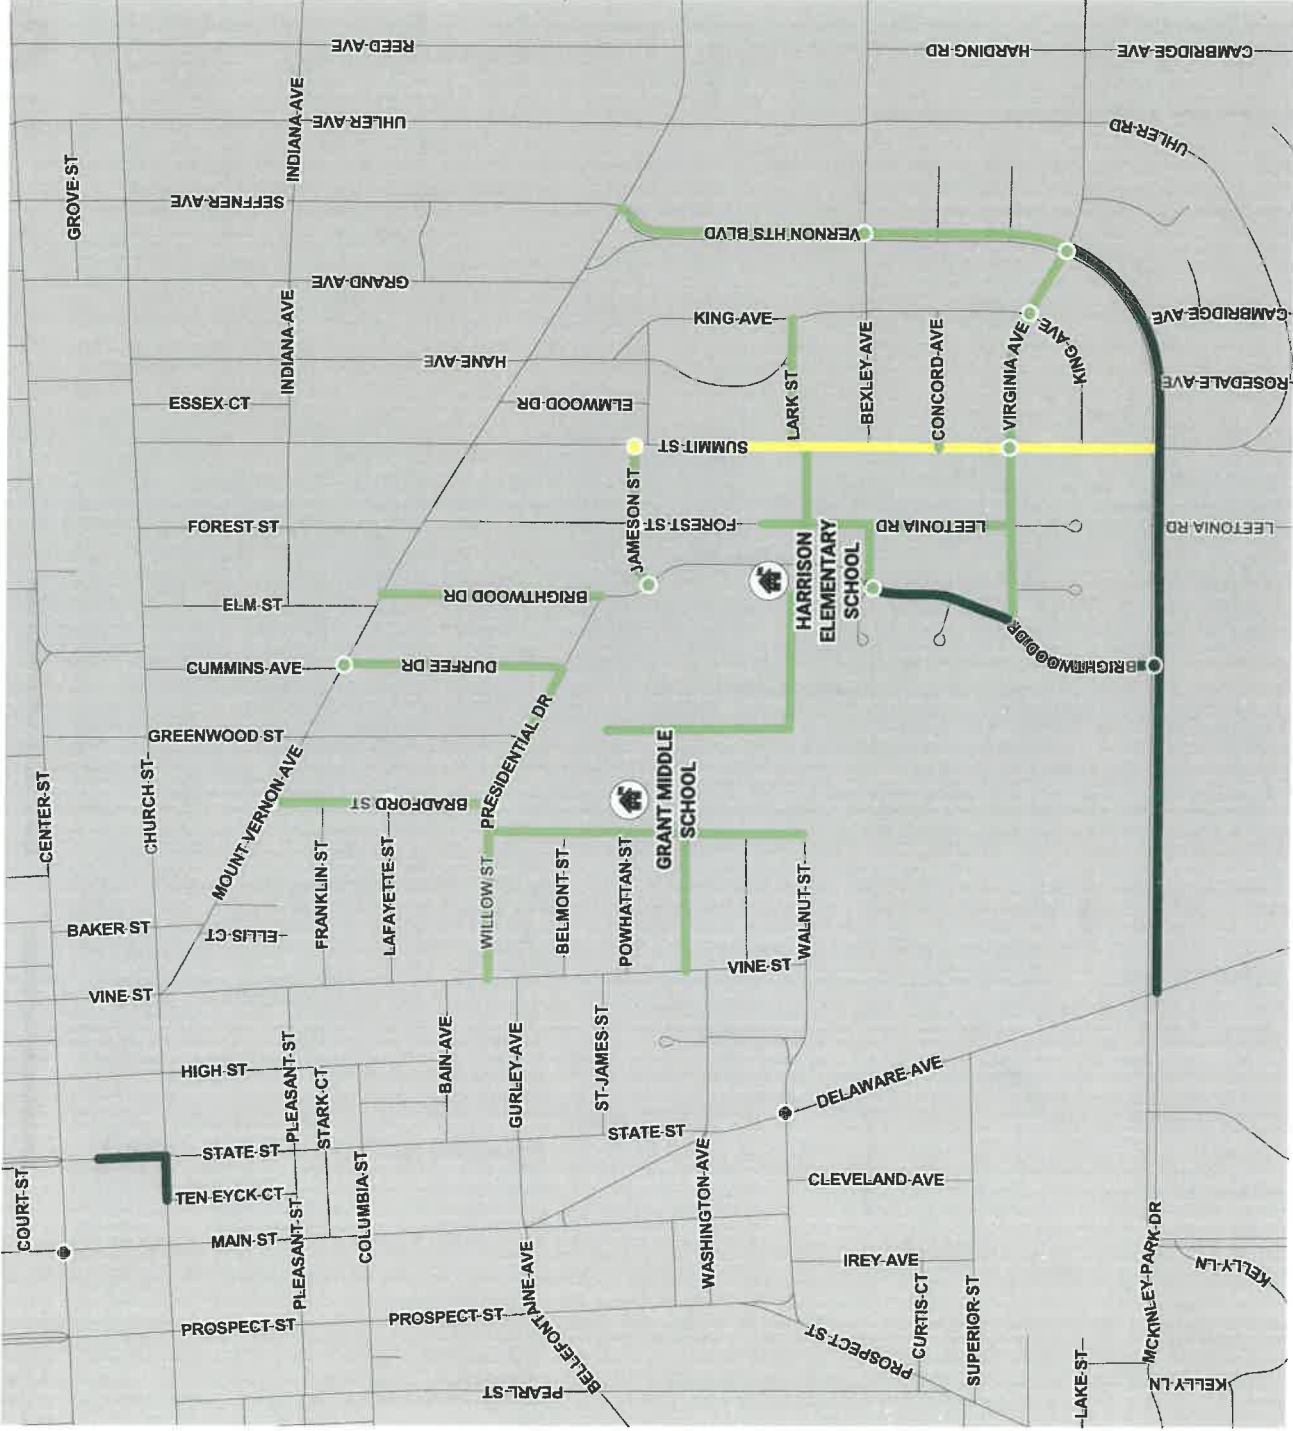 REED AVE
HARDING RD
CAMBRIDGE AVE
INDIANA AVE
UHLER AVE
UHLER RD
GROVE ST
SEFFNER AVE
VERNON HTS BLVD
GRAND AVE
INDIANA AVE
KING AVE
CAMBRIDGE AVE
HANE AVE
BEXLEY AVE
CONCORD AVE
VIRGINIA AVE
KING AVE
ROSEDALE AVE
ESSEX CT
ELMWOOD DR
LARK ST
SUMMIT ST
FOREST ST
JAMESON ST
FOREST ST
LEETONIA RD
LEETONIA RD
HARRISON
ELEMENTARY
SCHOOL
ELM ST
BRIGHTWOOD DR
BRIGHTWOOD DR
CUMMINS AVE
DURFEE DR
GREENWOOD ST
PRESIDENTIAL DR
CENTER ST
CHURCH ST
MOUNT VERNON AVE
BRADFORD ST
GRANT MIDDLE
SCHOOL
FRANKLIN ST
LAFAYETTE ST
WILLOW ST
BELMONT ST
POWHATTAN ST
WALNUT ST
BAKER ST
ELLIS CT
VINE ST
VINE ST
HIGH ST
PLEASANT ST
STARK CT
BAIN AVE
GURLEY AVE
ST JAMES ST
DELAWARE AVE
STATE ST
STATE ST
COURT ST
TEN EYCK CT
COLUMBIA ST
WASHINGTON AVE
CLEVELAND AVE
MAIN ST
PLEASANT ST
IREY AVE
MCKINLEY PARK DR
KELLY LN
PROSPECT ST
PROSPECT ST
BELLEFONTAINE AVE
PROSPECT ST
CURTIS CT
SUPERIOR ST
LAKE ST
KELLY LN
PEARL ST